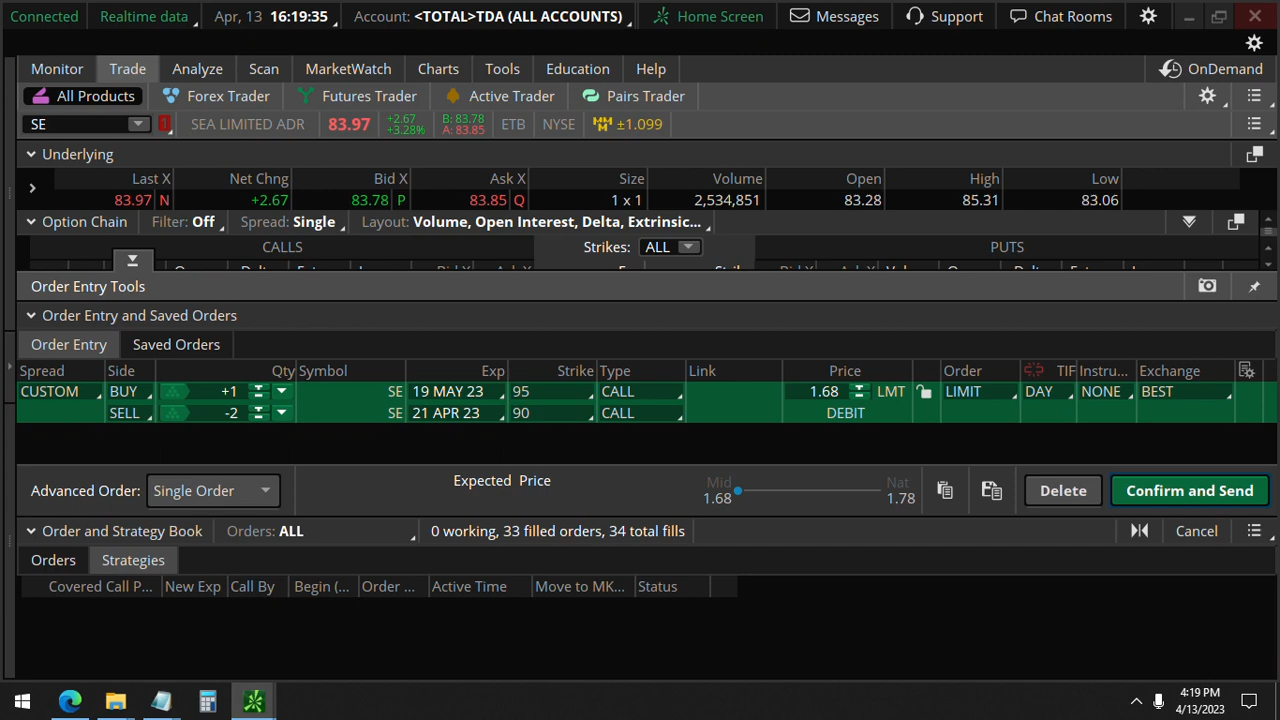 Connected Realtime data Apr, 13 16:19:35 Account: <TOTAL>TDA (ALL ACCOUNTS) Home Screen Messages Support Chat Rooms
Monitor Trade Analyze Scan MarketWatch Charts Tools Education Help OnDemand
All Products Forex Trader Futures Trader Active Trader Pairs Trader
SE 1 SEA LIMITED ADR 83.97 +2.67 +3.28% B: 83.78 A: 83.85 ETB NYSE ±1.099
Underlying
Last X Net Chng Bid X Ask X Size Volume Open High Low
83.97 N +2.67 83.78 P 83.85 Q 1 x 1 2,534,851 83.28 85.31 83.06
Option Chain Filter: Off Spread: Single Layout: Volume, Open Interest, Delta, Extrinsic...
CALLS Strikes: ALL PUTS
Order Entry Tools
Order Entry and Saved Orders
Order Entry Saved Orders
Spread Side Qty Symbol Exp Strike Type Link Price Order TIF Instru... Exchange
CUSTOM BUY +1 SE 19 MAY 23 95 CALL 1.68 LMT LIMIT DAY NONE BEST
SELL -2 SE 21 APR 23 90 CALL DEBIT
Advanced Order: Single Order Expected Price Mid 1.68 Nat 1.78 Delete Confirm and Send
Order and Strategy Book Orders: ALL 0 working, 33 filled orders, 34 total fills Cancel
Orders Strategies
Covered Call P... New Exp Call By Begin (... Order ... Active Time Move to MK... Status
4:19 PM
4/13/2023